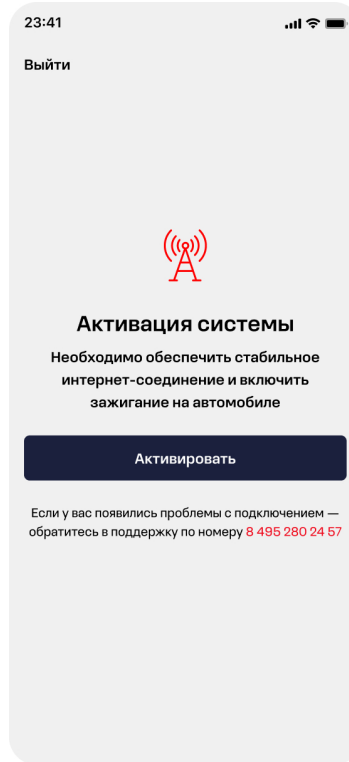 23:41
Выйти
Активация системы
Необходимо обеспечить стабильное
интернет-соединение и включить
зажигание на автомобиле
Активировать
Если у вас появились проблемы с подключением —
обратитесь в поддержку по номеру 8 495 280 24 57